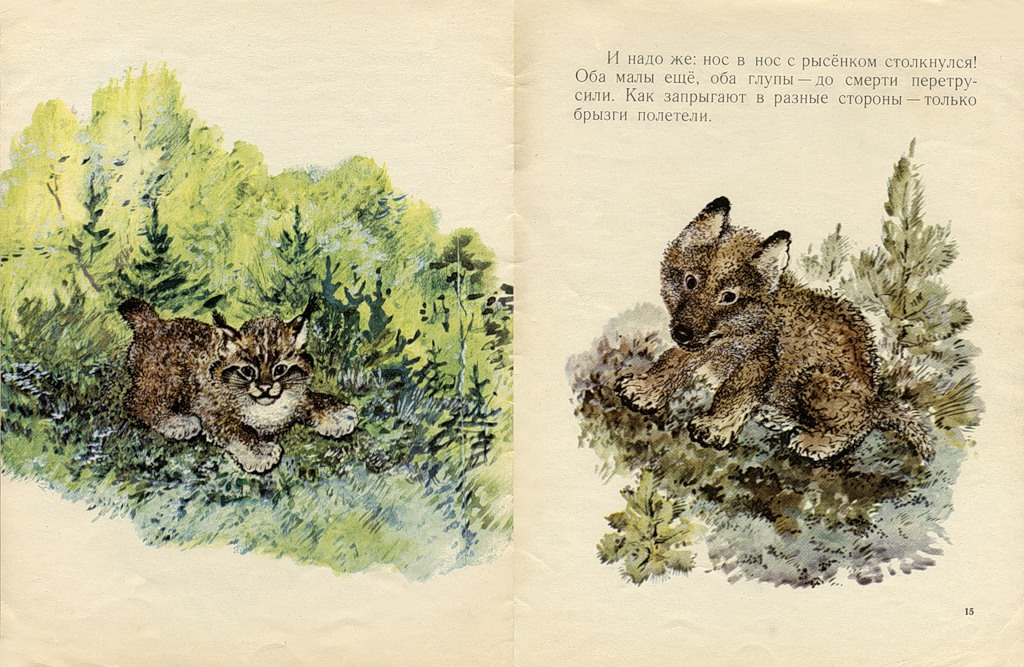 И надо же: нос в нос с рысёнком столкнулся!
Оба малы ещё, оба глупы — до смерти перетру-
сили. Как запрыгают в разные стороны — только
брызги полетели.
15